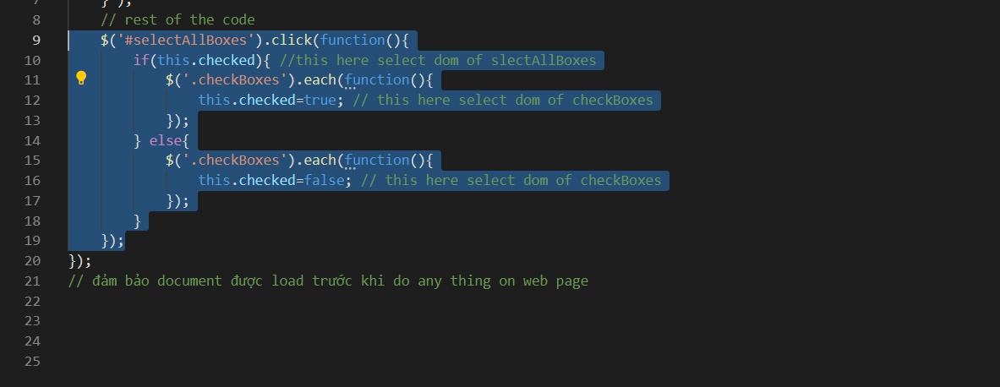 7 });
8 // rest of the code
9 $('#selectAllBoxes').click(function(){
10 if(this.checked){ //this here select dom of slectAllBoxes
11 $('.checkBoxes').each(function(){
12 this.checked=true; // this here select dom of checkBoxes
13 });
14 } else{
15 $('.checkBoxes').each(function(){
16 this.checked=false; // this here select dom of checkBoxes
17 });
18 }
19 });
20 });
21 // đảm bảo document được load trước khi do any thing on web page
22
23
24
25